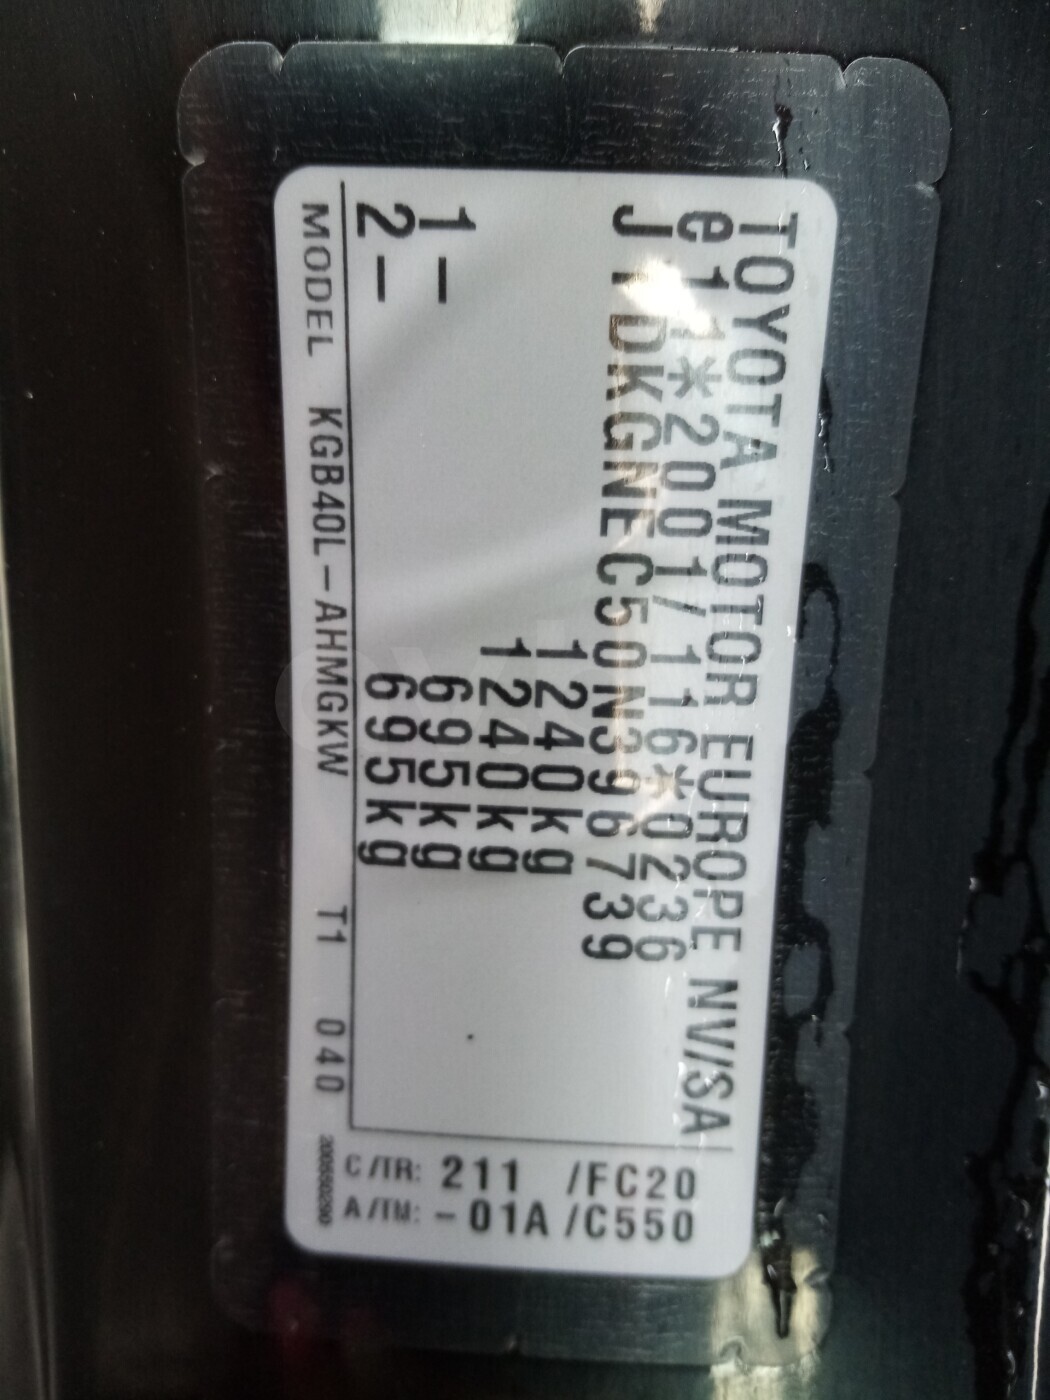 TOYOTA MOTOR EUROPE NV/SA
e11*2001/116*0236
JTDKGNEC50N396739
1240kg
1240kg
1- 695kg
2- 695kg
C/TR: 211 /FC20
A/TM: -01A /C550
MODEL KGB40L-AHMGKW T1 040